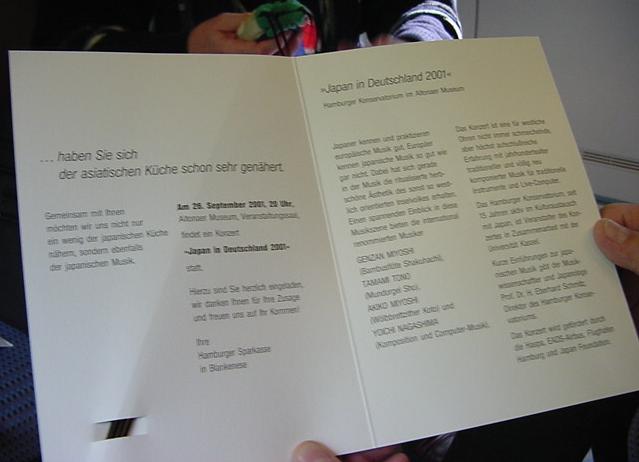 ... haben Sie sich
der asiatischen Küche schon sehr genähert.
Gemeinsam mit Ihnen
möchten wir uns nicht nur
ein wenig der japanischen Küche
nähern, sondern ebenfalls
der japanischen Musik.
Am 26. September 2001, 20 Uhr,
Altonaer Museum, Veranstaltungssaal,
findet ein Konzert
»Japan in Deutschland 2001«
statt.
Hierzu sind Sie herzlich eingeladen,
wir danken Ihnen für Ihre Zusage
und freuen uns auf Ihr Kommen!
Ihre
Hamburger Sparkasse
in Blankenese
»Japan in Deutschland 2001«
Hamburger Konservatorium im Altonaer Museum
Japaner kennen und praktizieren
europäische Musik gut, Europäer
kennen japanische Musik so gut wie
gar nicht. Dabei hat sich gerade
in der Musik die ritualisierte herb-
schöne Ästhetik des sonst so west-
lich orientierten Inselvolkes erhalten.
Einen spannenden Einblick in diese
Musikszene bieten die international
renommierten Musiker
GENZAN MIYOSHI
(Bambusflöte Shakuhachi),
TAMAMI TONO
(Mundorgel Sho),
AKIKO MIYOSHI
(Wölbbrettzither Koto) und
YOICHI NAGASHIMA
(Komposition und Computer-Musik).
Das Konzert ist eine für westliche
Ohren nicht immer schmeichelnde,
aber höchst aufschlußreiche
Erfahrung mit jahrhundertealter
traditioneller und völlig neu
komponierter Musik für traditionelle
Instrumente und Live-Computer.
Das Hamburger Konservatorium, seit
15 Jahren aktiv im Kulturaustausch
mit Japan, ist Veranstalter des Kon-
zertes in Zusammenarbeit mit der
Universität Kassel.
Kurze Einführungen zur japa-
nischen Musik gibt der Musik-
wissenschaftler und Japanologe
Prof. Dr. H. Eberhard Schmitz,
Direktor des Hamburger Konser-
vatoriums.
Das Konzert wird gefördert durch
die Haspa, EADS-Airbus, Flughafen
Hamburg und Japan Foundation.